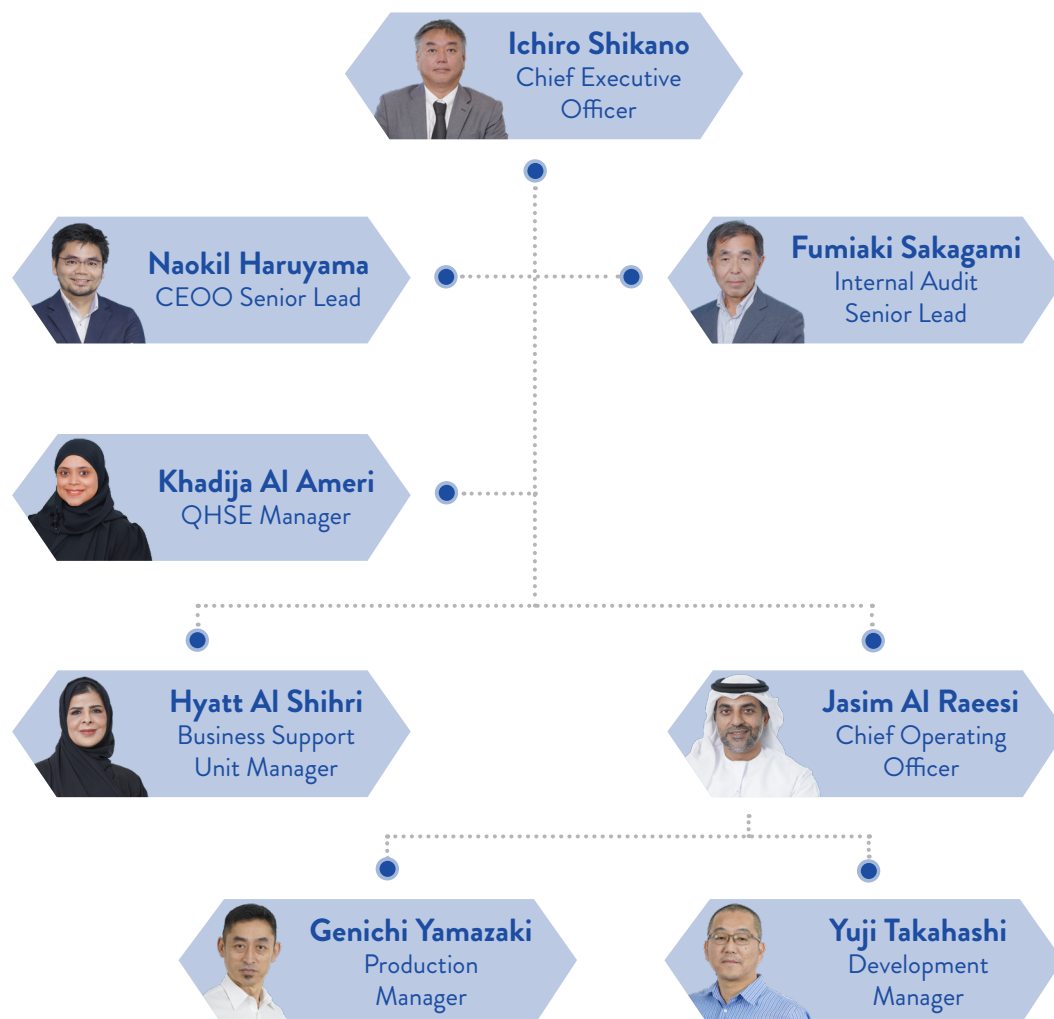 Ichiro Shikano
Chief Executive
Officer
Naokil Haruyama
CEOO Senior Lead
Fumiaki Sakagami
Internal Audit
Senior Lead
Khadija Al Ameri
QHSE Manager
Hyatt Al Shihri
Business Support
Unit Manager
Jasim Al Raeesi
Chief Operating
Officer
Genichi Yamazaki
Production
Manager
Yuji Takahashi
Development
Manager